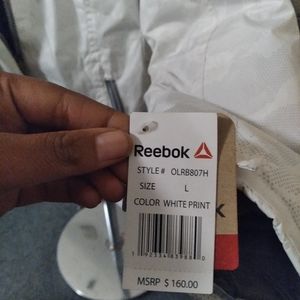 Reebok
STYLE # OLRB807H
SIZE L
COLOR WHITE PRINT
MSRP $ 160.00